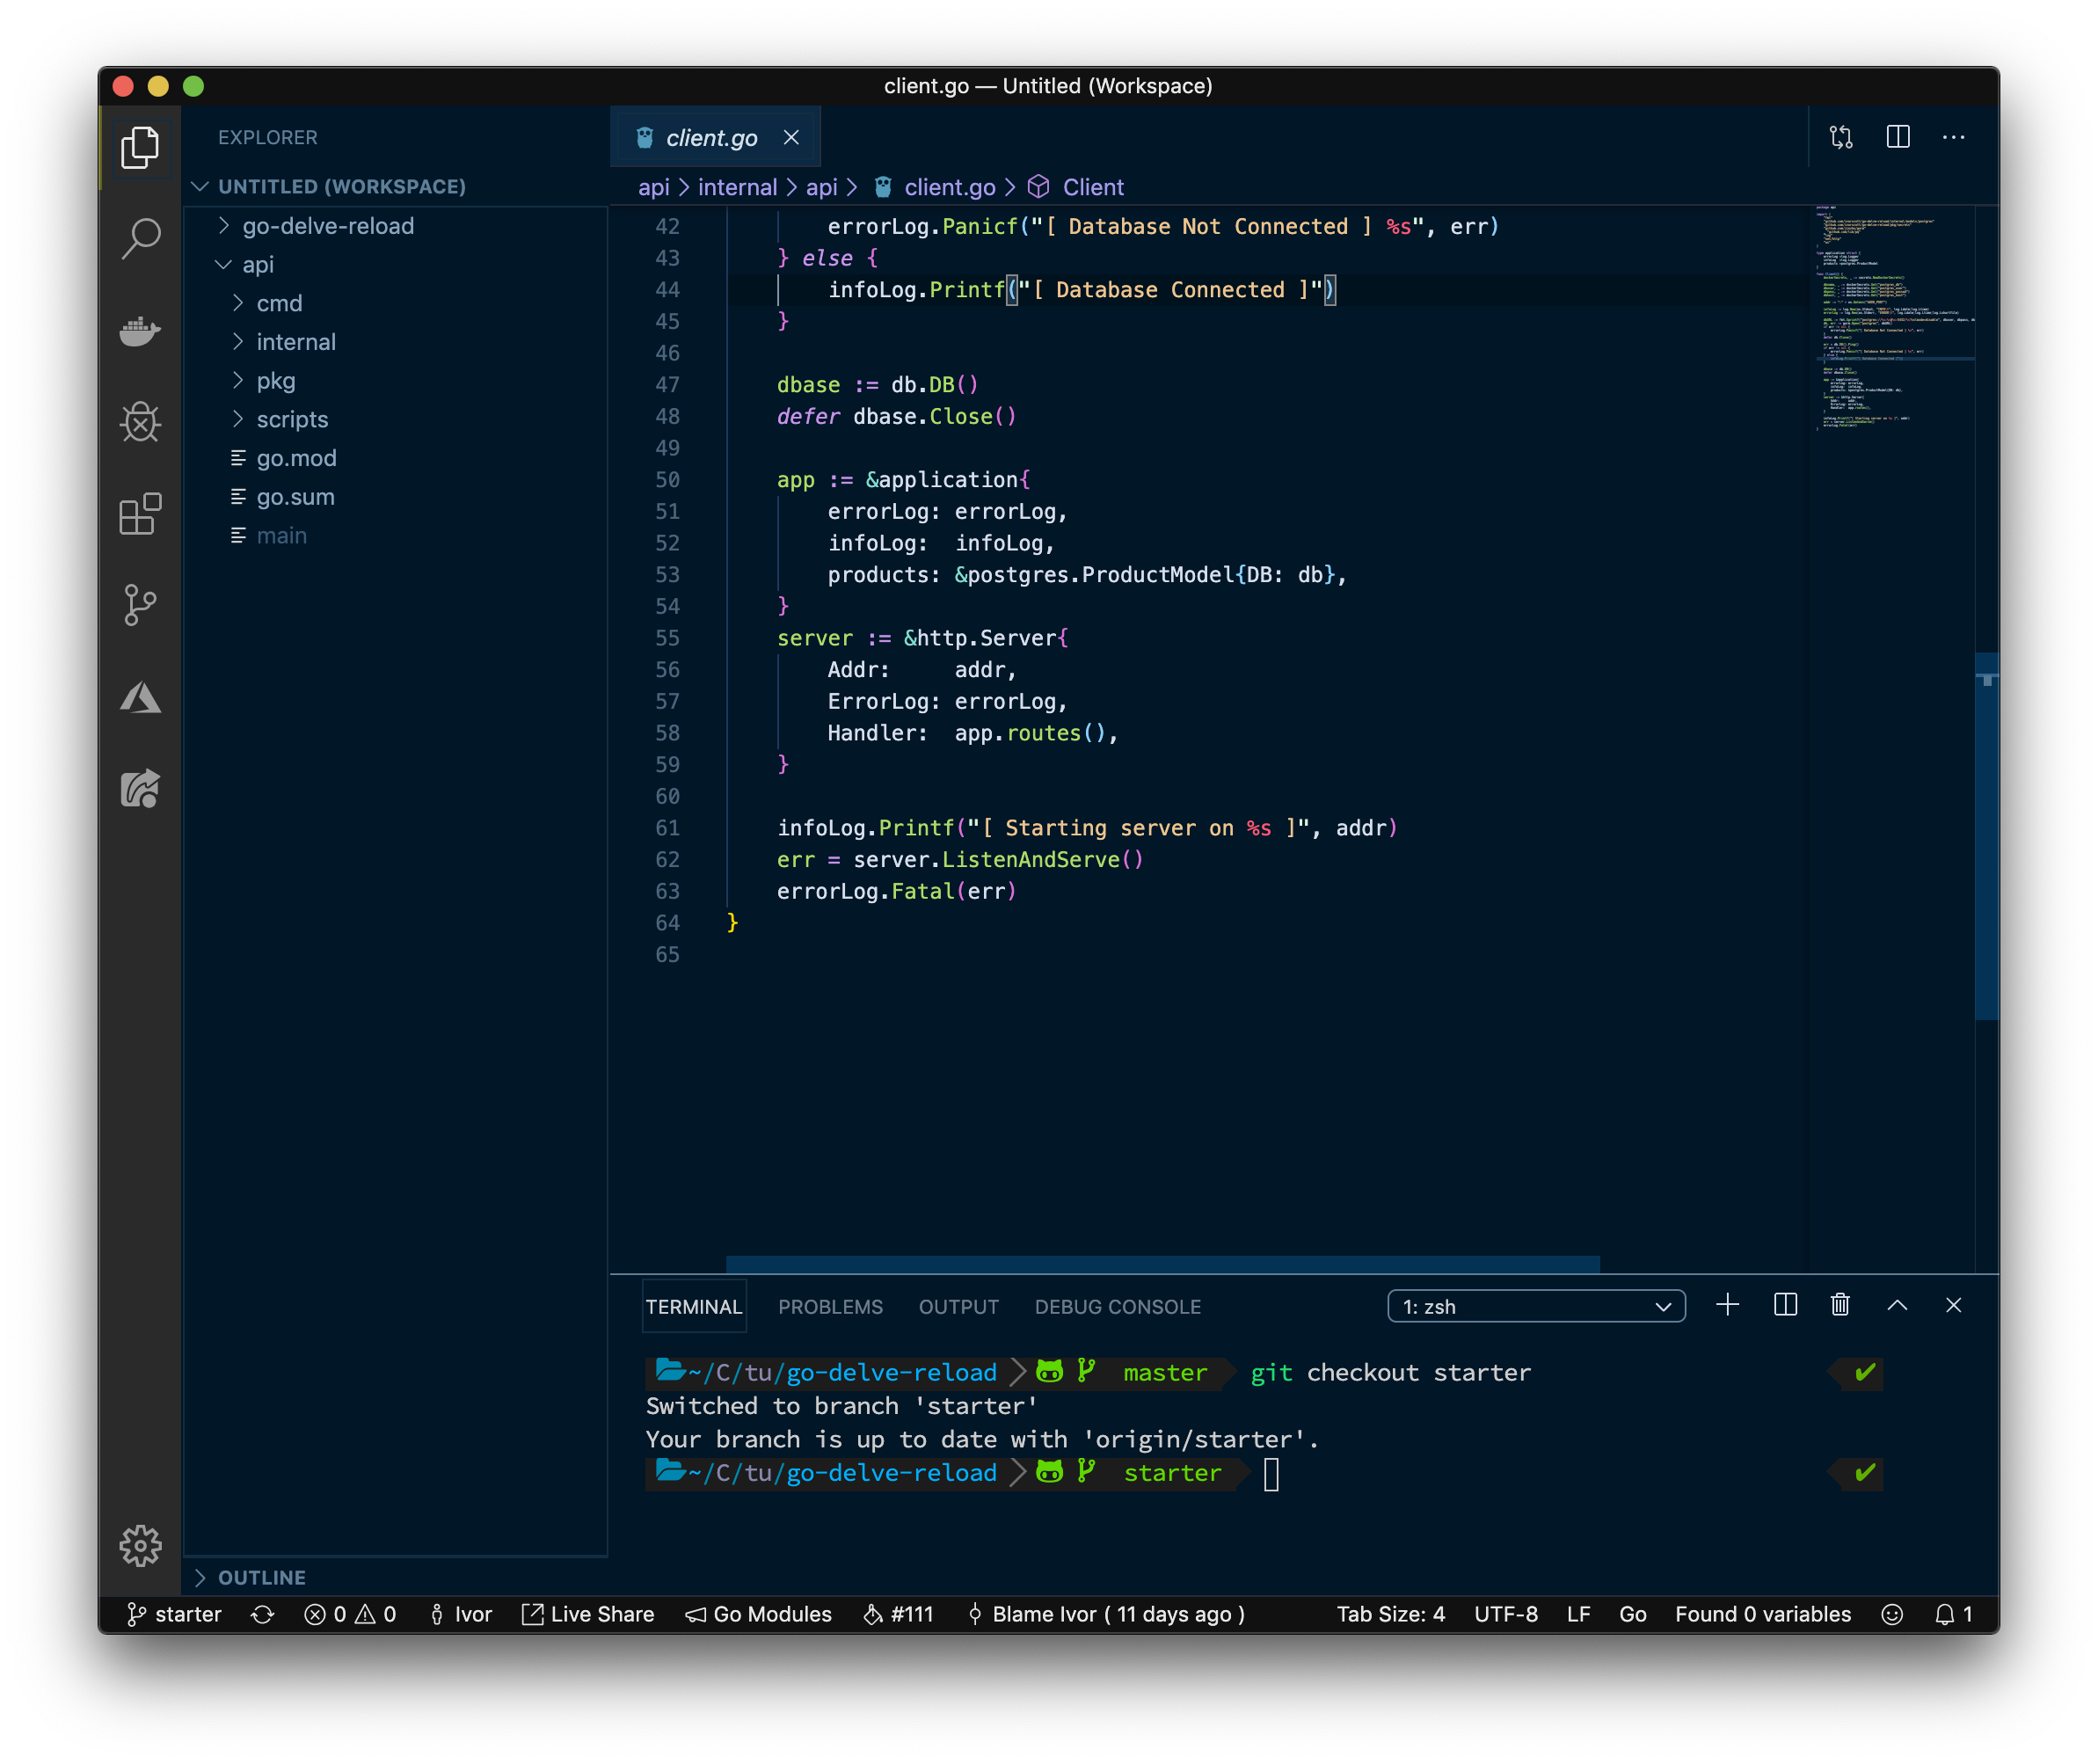 client.go — Untitled (Workspace)
EXPLORER
UNTITLED (WORKSPACE)
go-delve-reload
api
cmd
internal
pkg
scripts
go.mod
go.sum
main
OUTLINE
client.go
api > internal > api > client.go > Client
42 errorLog.Panicf("[ Database Not Connected ] %s", err)
43 } else {
44 infoLog.Printf("[ Database Connected ]")
45 }
46
47 dbase := db.DB()
48 defer dbase.Close()
49
50 app := &application{
51 errorLog: errorLog,
52 infoLog:  infoLog,
53 products: &postgres.ProductModel{DB: db},
54 }
55 server := &http.Server{
56 Addr:     addr,
57 ErrorLog: errorLog,
58 Handler:  app.routes(),
59 }
60
61 infoLog.Printf("[ Starting server on %s ]", addr)
62 err = server.ListenAndServe()
63 errorLog.Fatal(err)
64 }
65
TERMINAL PROBLEMS OUTPUT DEBUG CONSOLE 1: zsh
~/C/tu/go-delve-reload master git checkout starter ✔
Switched to branch 'starter'
Your branch is up to date with 'origin/starter'.
~/C/tu/go-delve-reload starter ✔
starter 0 0 Ivor Live Share Go Modules #111 Blame Ivor ( 11 days ago ) Tab Size: 4 UTF-8 LF Go Found 0 variables 1